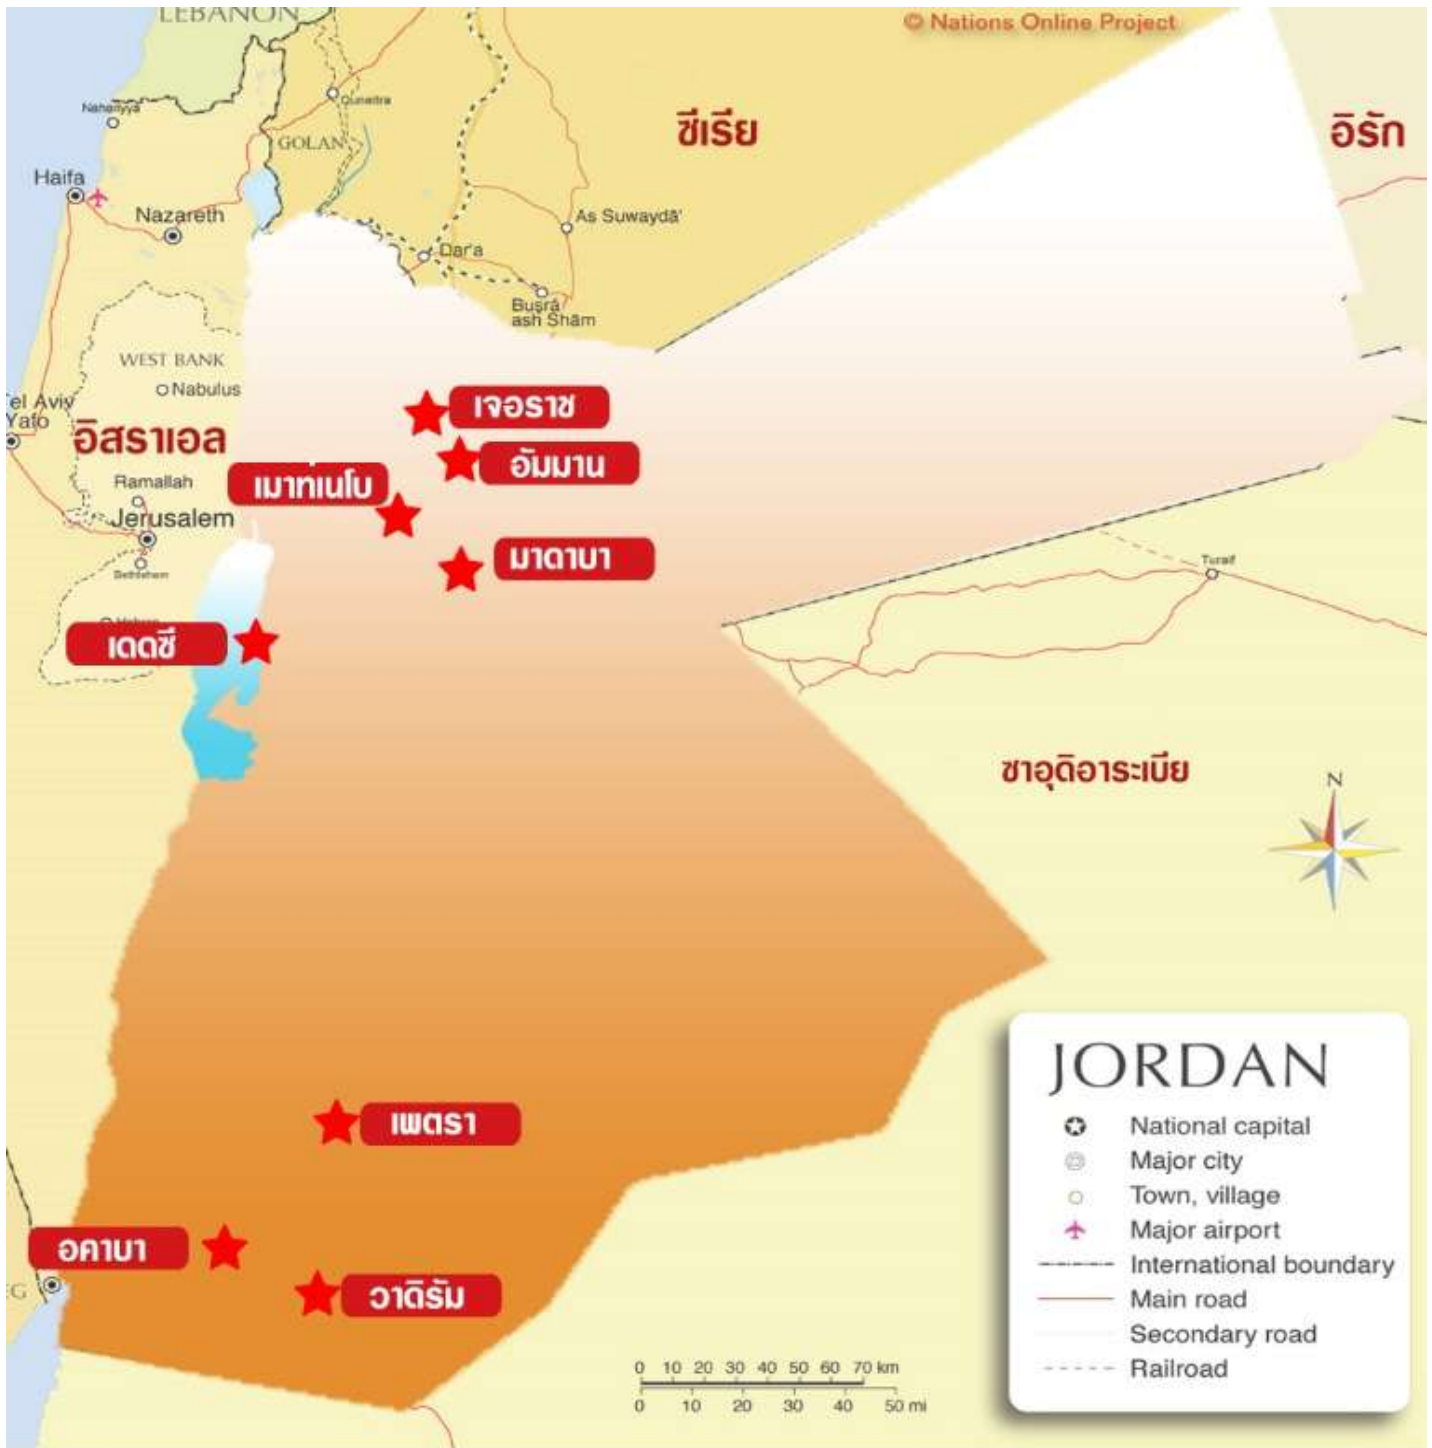 LEBANON
© Nations Online Project
Nahariyya
Qunaitra
ซีเรีย
อิรัก
GOLAN
Haifa
Nazareth
As Suwaydā'
Dar'a
Buşrá
ash Shām
WEST BANK
Nabulus
el Aviv
Yafo
เจอราช
อิสราเอล
อัมมาน
เมาท์เนโบ
Ramallah
Jerusalem
มาดาบา
Bethlehem
Turaif
เดดซี
ซาอุดิอาระเบีย
N
JORDAN
National capital
Major city
Town, village
Major airport
International boundary
Main road
Secondary road
Railroad
เพตรา
อคาบา
วาดิรัม
0 10 20 30 40 50 60 70 km
0 10 20 30 40 50 mi